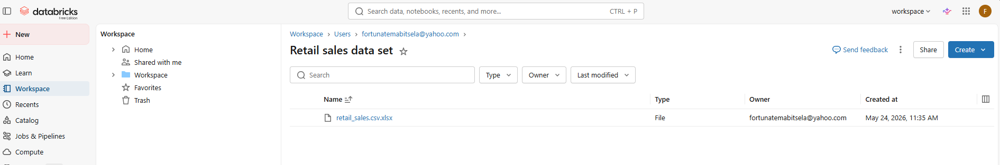 databricks
Free Edition
Search data, notebooks, recents, and more...
CTRL + P
workspace
F
New
Home
Learn
Workspace
Recents
Catalog
Jobs & Pipelines
Compute
Workspace
Home
Shared with me
Workspace
Favorites
Trash
Workspace > Users > fortunatemabitsela@yahoo.com >
Retail sales data set
Send feedback
Share
Create
Search
Type
Owner
Last modified
Name Type Owner Created at
retail_sales.csv.xlsx File fortunatemabitsela@yahoo.com May 24, 2026, 11:35 AM